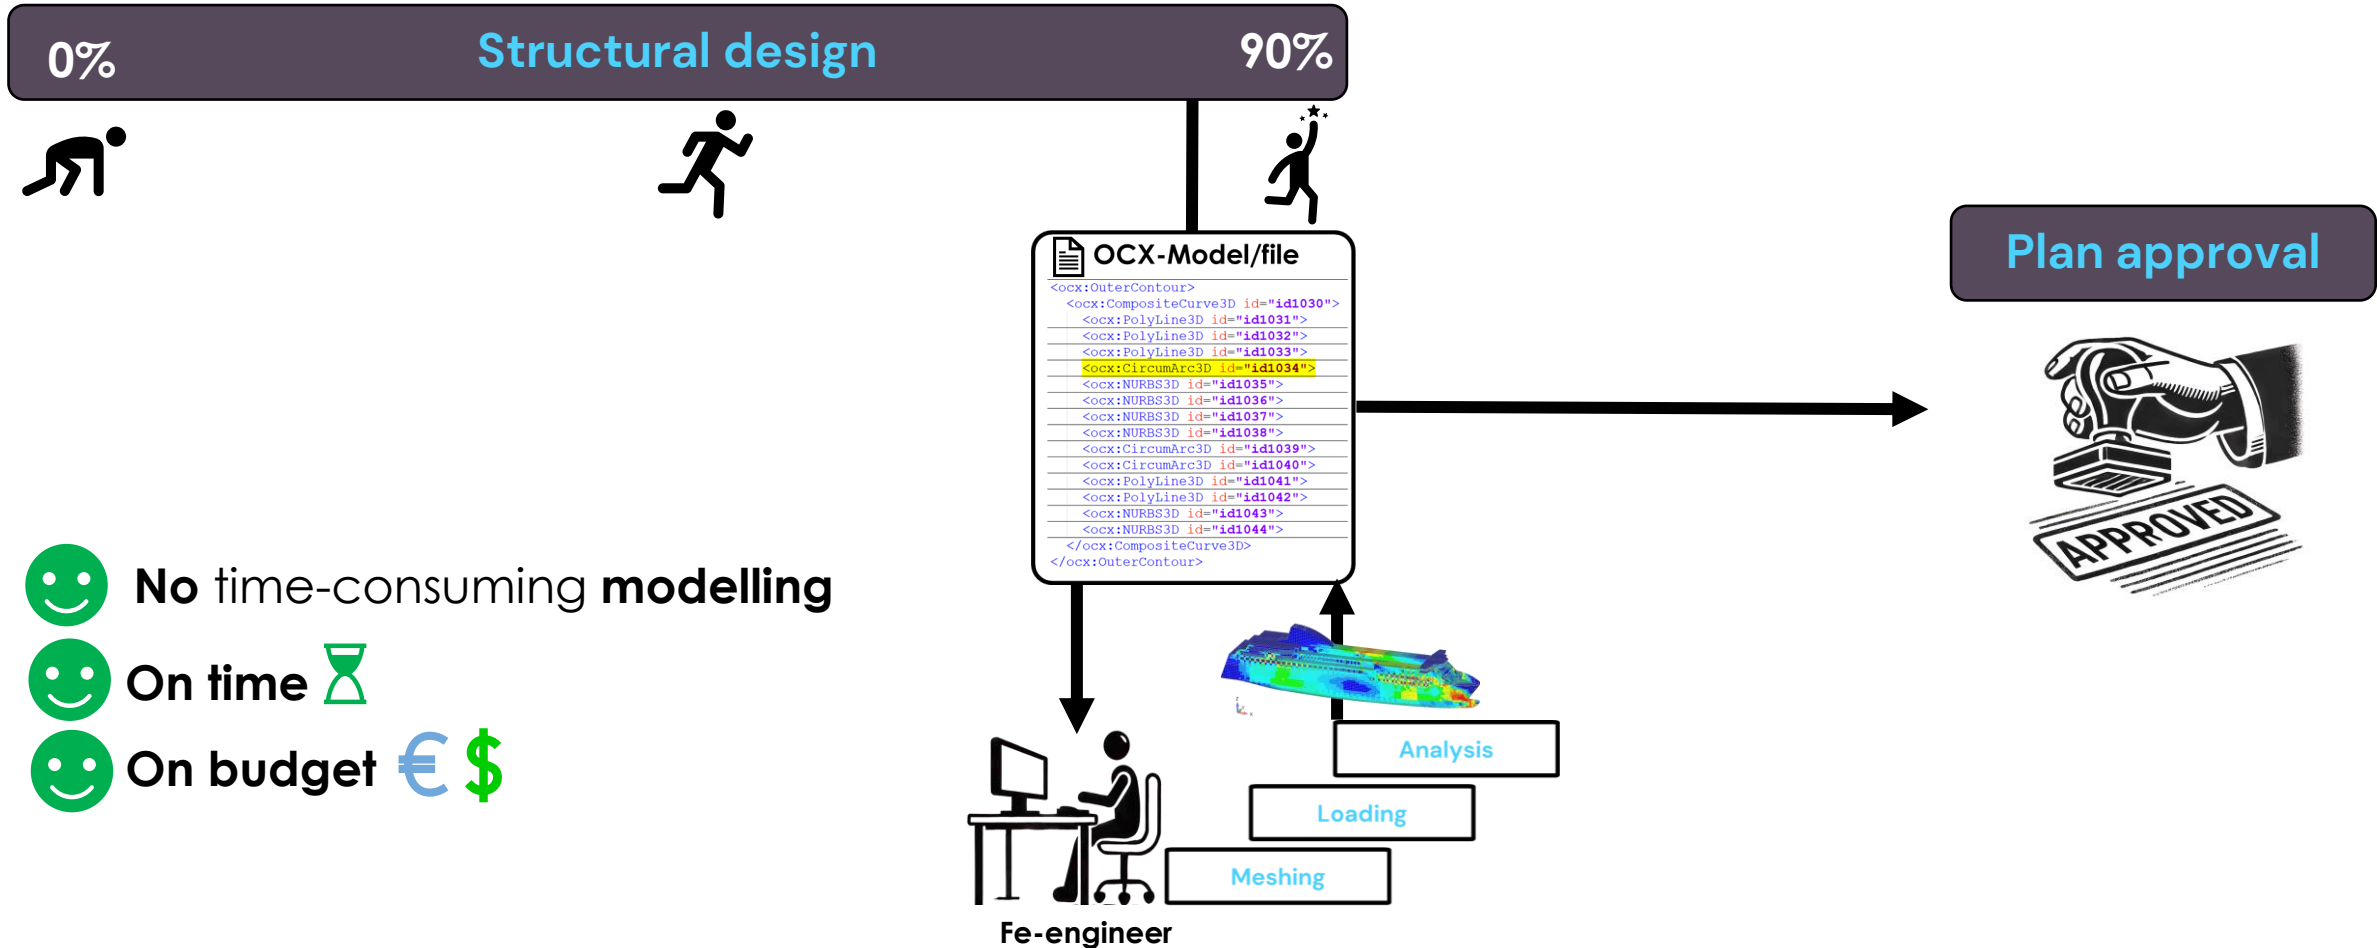 0%
Structural design
90%
Plan approval
OCX-Model/file
<ocx:OuterContour>
<ocx:CompositeCurve3D id="id1030">
<ocx:PolyLine3D id="id1031">
<ocx:PolyLine3D id="id1032">
<ocx:PolyLine3D id="id1033">
<ocx:CircumArc3D id="id1034">
<ocx:NURBS3D id="id1035">
<ocx:NURBS3D id="id1036">
<ocx:NURBS3D id="id1037">
<ocx:NURBS3D id="id1038">
<ocx:CircumArc3D id="id1039">
<ocx:CircumArc3D id="id1040">
<ocx:PolyLine3D id="id1041">
<ocx:PolyLine3D id="id1042">
<ocx:NURBS3D id="id1043">
<ocx:NURBS3D id="id1044">
</ocx:CompositeCurve3D>
</ocx:OuterContour>
APPROVED
No time-consuming modelling
On time
On budget € $
Analysis
Loading
Meshing
Fe-engineer